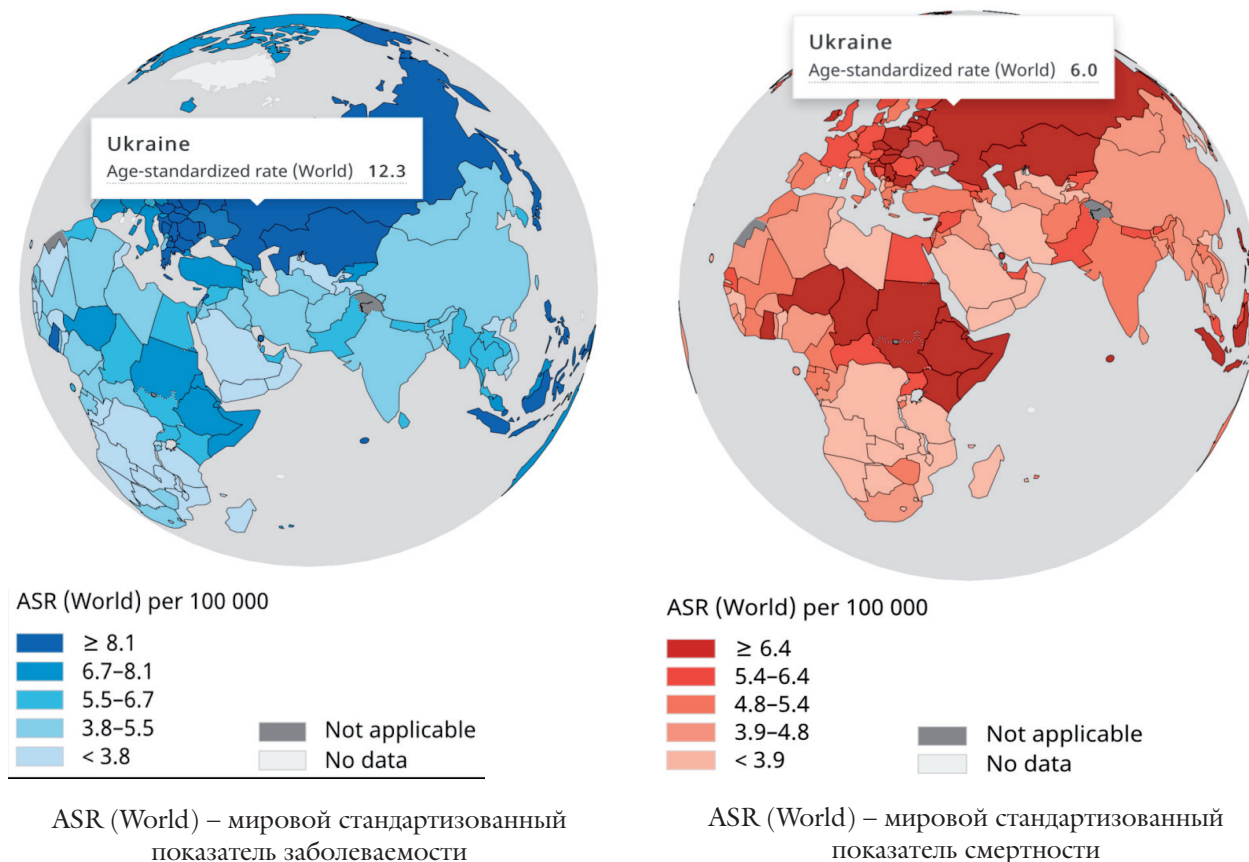 Ukraine
Age-standardized rate (World) 12.3
ASR (World) per 100 000
≥ 8.1
6.7–8.1
5.5–6.7
3.8–5.5
< 3.8
Not applicable
No data
ASR (World) – мировой стандартизованный
показатель заболеваемости
Ukraine
Age-standardized rate (World) 6.0
ASR (World) per 100 000
≥ 6.4
5.4–6.4
4.8–5.4
3.9–4.8
< 3.9
Not applicable
No data
ASR (World) – мировой стандартизованный
показатель смертности